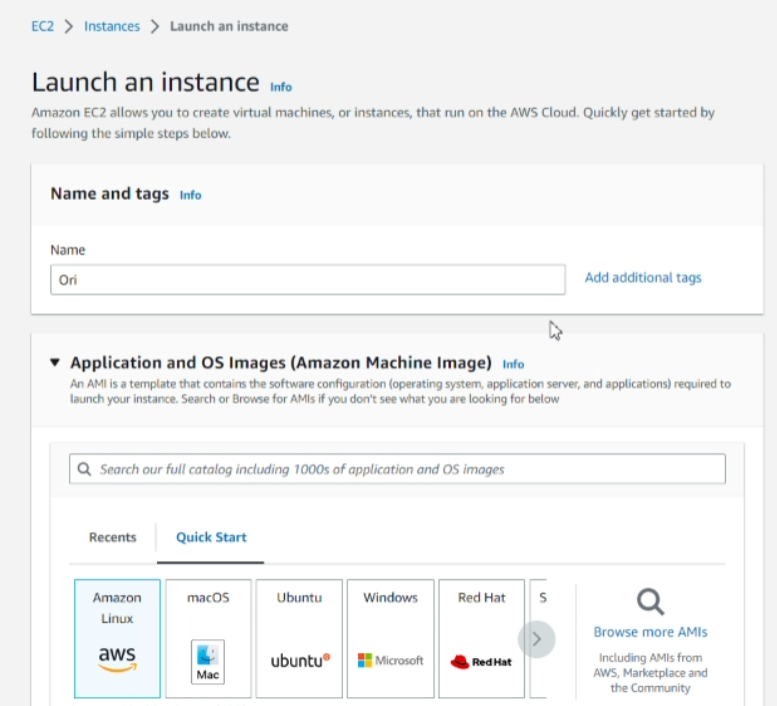 EC2 > Instances > Launch an instance
Launch an instance Info
Amazon EC2 allows you to create virtual machines, or instances, that run on the AWS Cloud. Quickly get started by
following the simple steps below.
Name and tags Info
Name
Ori
Add additional tags
Application and OS Images (Amazon Machine Image) Info
An AMI is a template that contains the software configuration (operating system, application server, and applications) required to
launch your instance. Search or Browse for AMIs if you don't see what you are looking for below
Search our full catalog including 1000s of application and OS images
Recents
Quick Start
Amazon
Linux
aws
macOS
Mac
Ubuntu
ubuntu
Windows
Microsoft
Red Hat
Red Hat
S
Browse more AMIs
Including AMIs from
AWS, Marketplace and
the Community